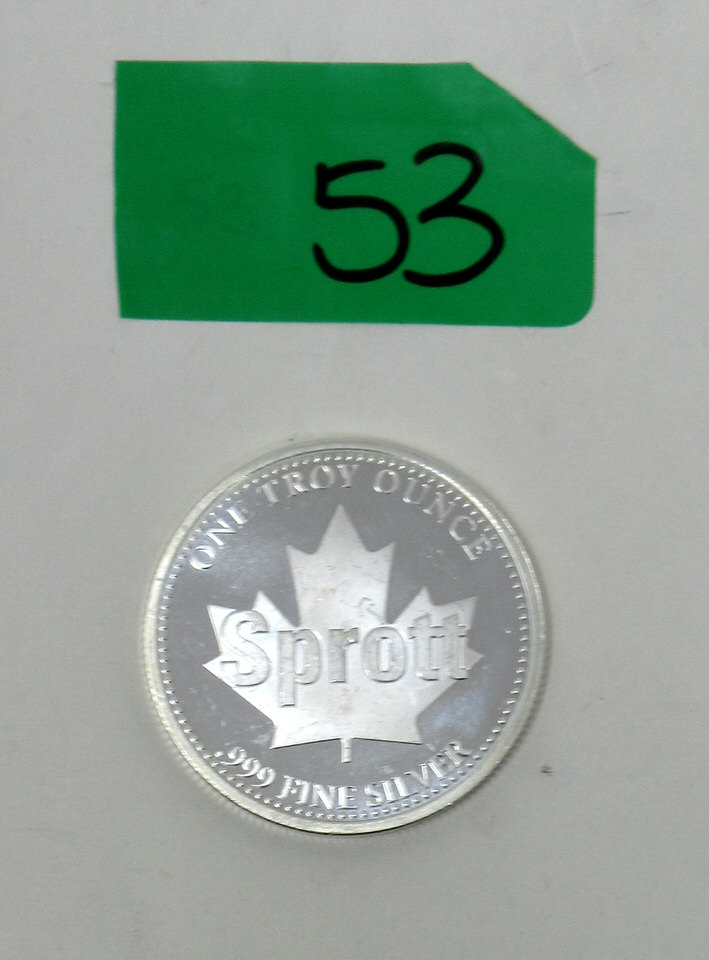 53
ONE TROY OUNCE
Sprott
.999 FINE SILVER